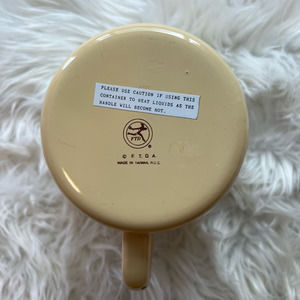 PLEASE USE CAUTION IF USING THIS
CONTAINER TO HEAT LIQUIDS AS THE
HANDLE WILL BECOME HOT.
FTD
© F.T.D.A.
MADE IN TAIWAN, R.O.C.